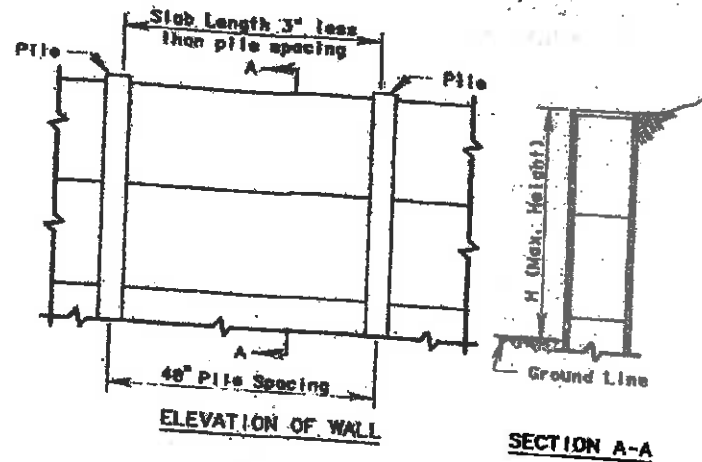 Slab Length 3" less
than pile spacing
Pile
A
Pile
H (Max. Height)
A
48" Pile Spacing
Ground Line
ELEVATION OF WALL
SECTION A-A